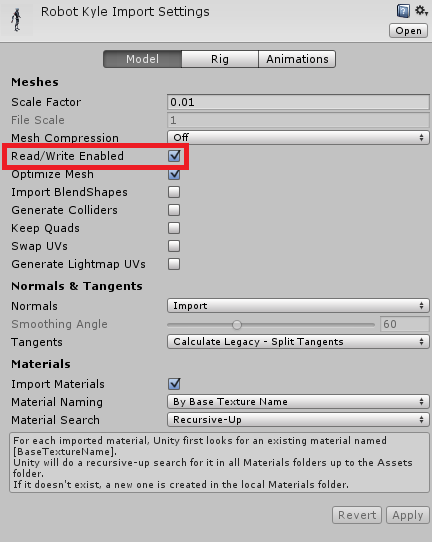 Robot Kyle Import Settings
Open
Model Rig Animations
Meshes
Scale Factor 0.01
File Scale 1
Mesh Compression Off
Read/Write Enabled
Optimize Mesh
Import BlendShapes
Generate Colliders
Keep Quads
Swap UVs
Generate Lightmap UVs
Normals & Tangents
Normals Import
Smoothing Angle 60
Tangents Calculate Legacy - Split Tangents
Materials
Import Materials
Material Naming By Base Texture Name
Material Search Recursive-Up
For each imported material, Unity first looks for an existing material named
[BaseTextureName].
Unity will do a recursive-up search for it in all Materials folders up to the Assets
folder.
If it doesn't exist, a new one is created in the local Materials folder.
Revert Apply